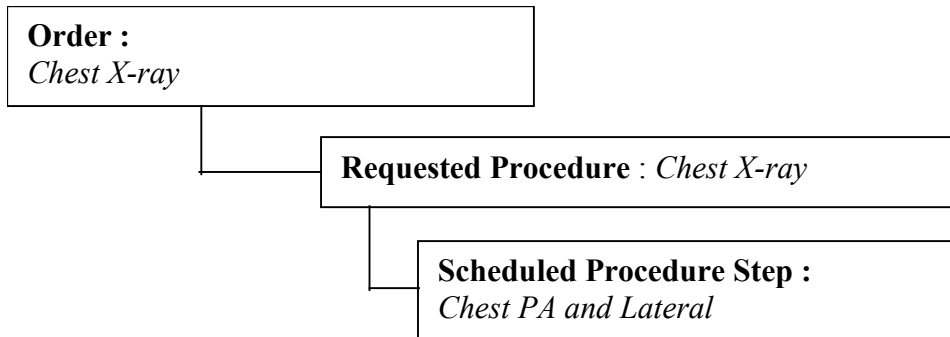 Order :
Chest X-ray
Requested Procedure : Chest X-ray
Scheduled Procedure Step :
Chest PA and Lateral